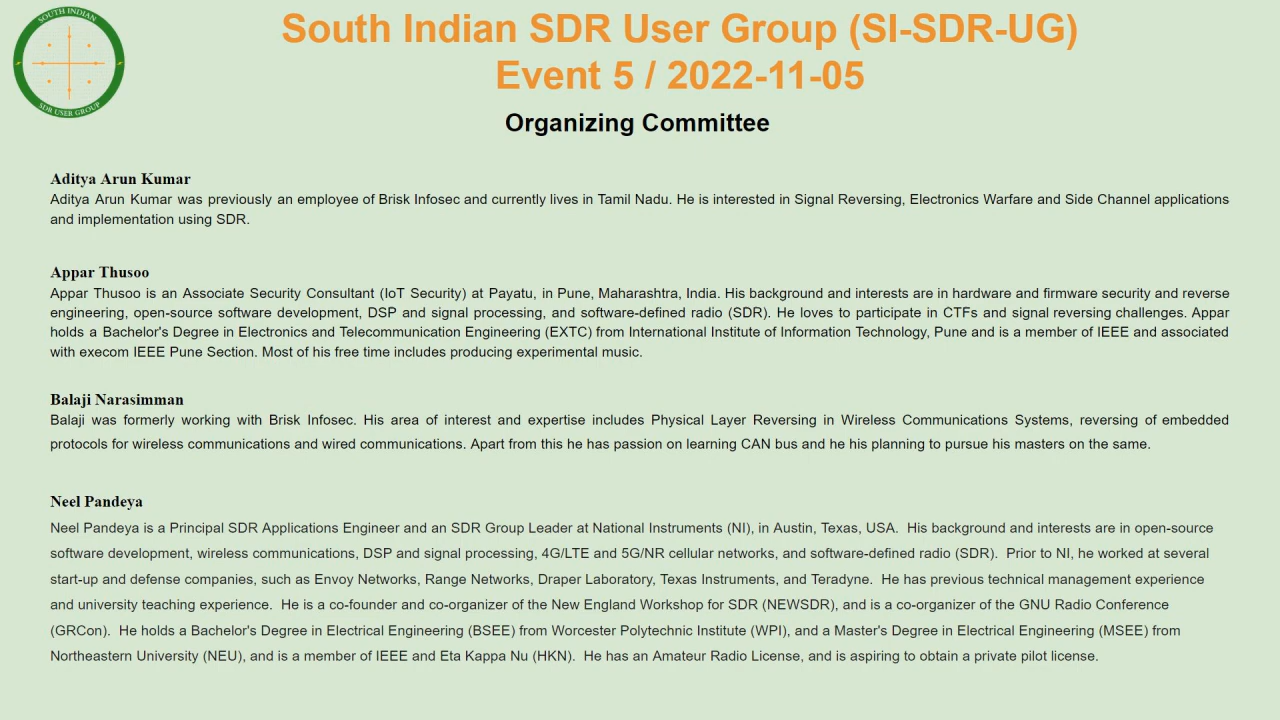 SOUTH INDIAN
SDR USER GROUP
South Indian SDR User Group (SI-SDR-UG)
Event 5 / 2022-11-05
Organizing Committee
Aditya Arun Kumar
Aditya Arun Kumar was previously an employee of Brisk Infosec and currently lives in Tamil Nadu. He is interested in Signal Reversing, Electronics Warfare and Side Channel applications
and implementation using SDR.
Appar Thusoo
Appar Thusoo is an Associate Security Consultant (IoT Security) at Payatu, in Pune, Maharashtra, India. His background and interests are in hardware and firmware security and reverse
engineering, open-source software development, DSP and signal processing, and software-defined radio (SDR). He loves to participate in CTFs and signal reversing challenges. Appar
holds a Bachelor's Degree in Electronics and Telecommunication Engineering (EXTC) from International Institute of Information Technology, Pune and is a member of IEEE and associated
with execom IEEE Pune Section. Most of his free time includes producing experimental music.
Balaji Narasimman
Balaji was formerly working with Brisk Infosec. His area of interest and expertise includes Physical Layer Reversing in Wireless Communications Systems, reversing of embedded
protocols for wireless communications and wired communications. Apart from this he has passion on learning CAN bus and he his planning to pursue his masters on the same.
Neel Pandeya
Neel Pandeya is a Principal SDR Applications Engineer and an SDR Group Leader at National Instruments (NI), in Austin, Texas, USA.  His background and interests are in open-source
software development, wireless communications, DSP and signal processing, 4G/LTE and 5G/NR cellular networks, and software-defined radio (SDR).  Prior to NI, he worked at several
start-up and defense companies, such as Envoy Networks, Range Networks, Draper Laboratory, Texas Instruments, and Teradyne.  He has previous technical management experience
and university teaching experience.  He is a co-founder and co-organizer of the New England Workshop for SDR (NEWSDR), and is a co-organizer of the GNU Radio Conference
(GRCon).  He holds a Bachelor's Degree in Electrical Engineering (BSEE) from Worcester Polytechnic Institute (WPI), and a Master's Degree in Electrical Engineering (MSEE) from
Northeastern University (NEU), and is a member of IEEE and Eta Kappa Nu (HKN).  He has an Amateur Radio License, and is aspiring to obtain a private pilot license.